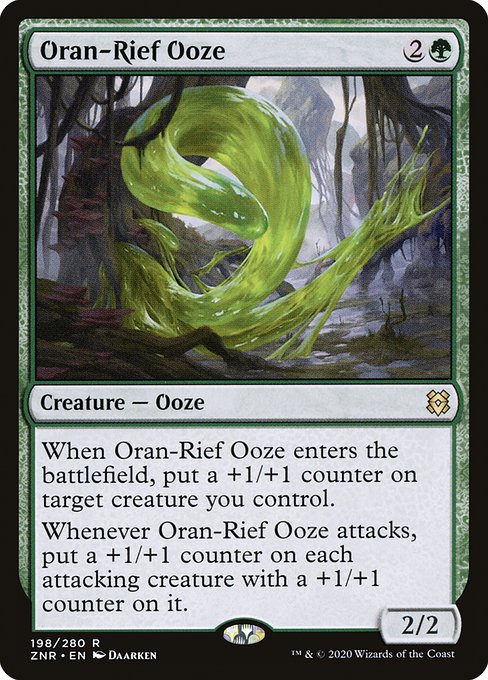 Oran-Rief Ooze 2
Creature — Ooze
When Oran-Rief Ooze enters the
battlefield, put a +1/+1 counter on
target creature you control.
Whenever Oran-Rief Ooze attacks,
put a +1/+1 counter on each
attacking creature with a +1/+1
counter on it.
2/2
198/280 R
ZNR • EN Daarken
™ & © 2020 Wizards of the Coast